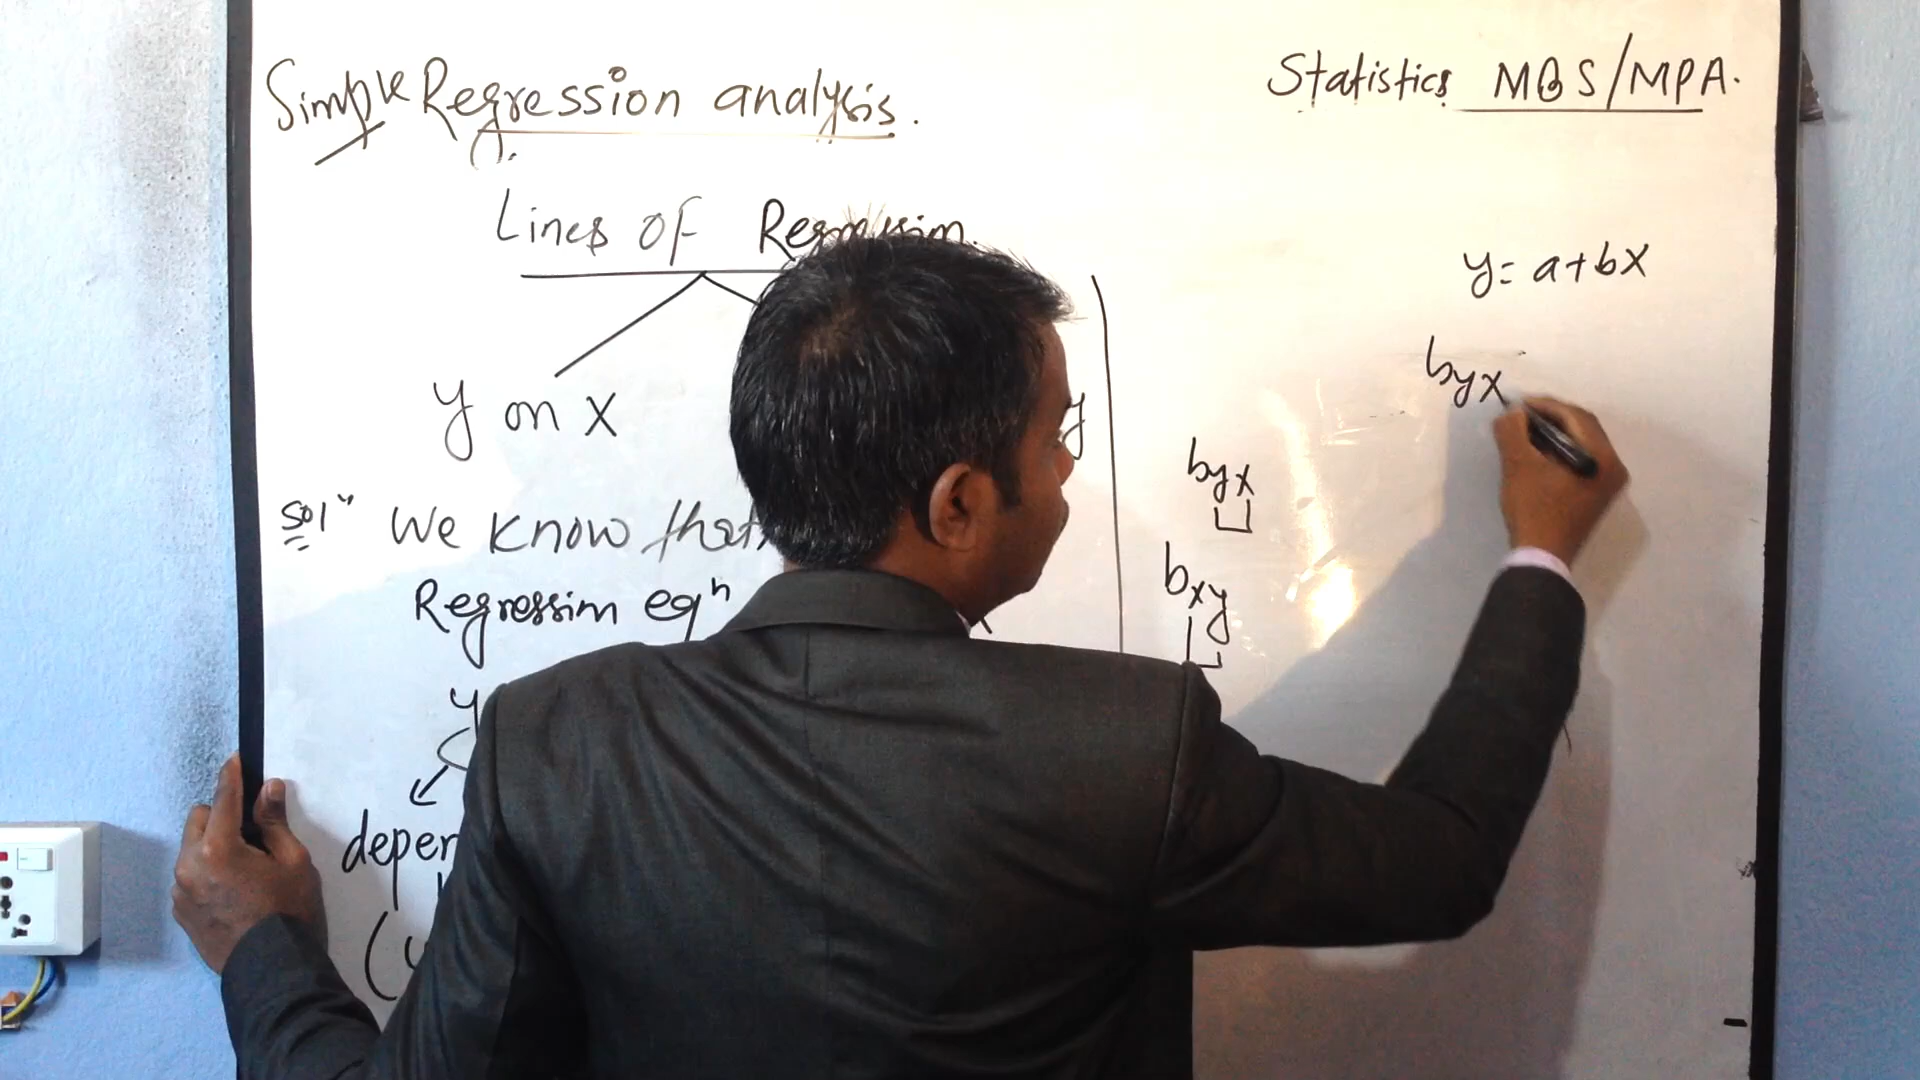 Simple Regression analysis.
Statistics MBS/MPA.
Lines of Regression.
y = a+bx
y on x
y
byx
byx
bxy
Sol^n We know that,
Regression eq^n
y
depen
(y